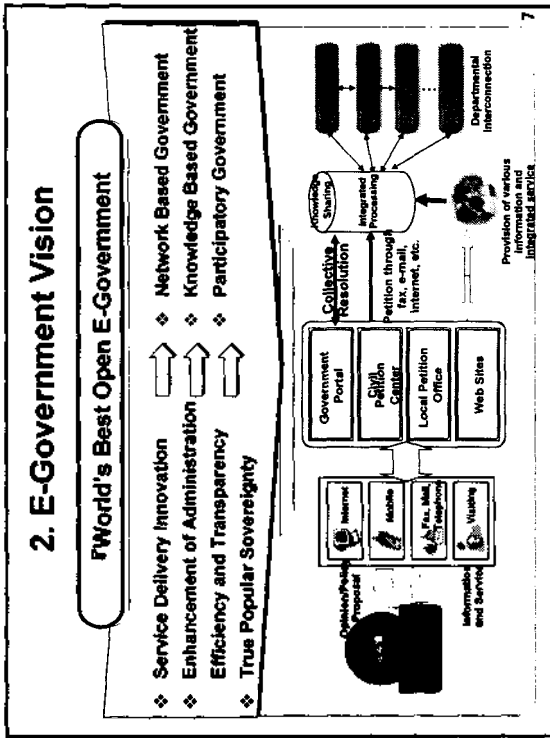 2. E-Government Vision
『World's Best Open E-Government
❖ Service Delivery Innovation
❖ Enhancement of Administration
Efficiency and Transparency
❖ True Popular Sovereignty
❖ Network Based Government
❖ Knowledge Based Government
❖ Participatory Government
Opinion/Policy
Proposal
Information
and Service
Internet
Mobile
Fax, Mail,
Telephone
Visiting
Government
Portal
Civil
Petition
Center
Local Petition
Office
Web Sites
Collective
Resolution
Petition through
fax, e-mail,
Internet, etc.
Knowledge
Sharing
Integrated
Processing
Provision of various
information and
integrated service
Departmental
Interconnection
7